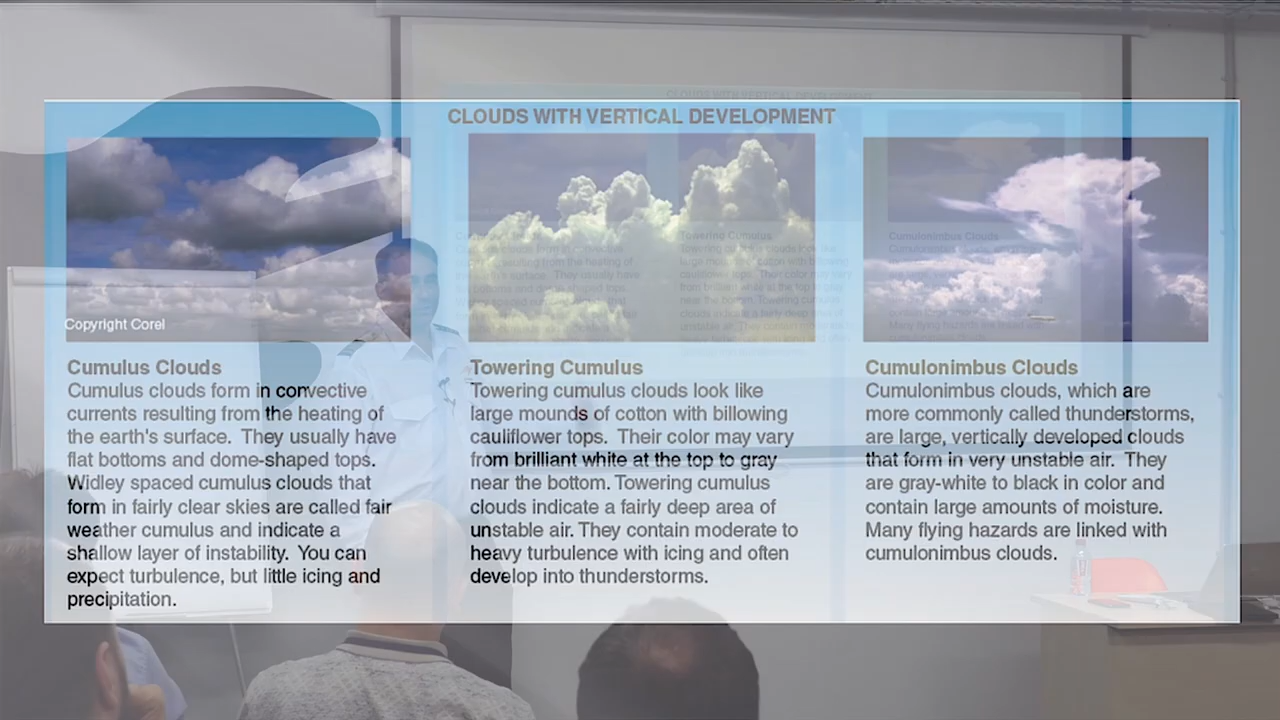 CLOUDS WITH VERTICAL DEVELOPMENT
Copyright Corel
Cumulus Clouds
Cumulus clouds form in convective
currents resulting from the heating of
the earth's surface. They usually have
flat bottoms and dome-shaped tops.
Widley spaced cumulus clouds that
form in fairly clear skies are called fair
weather cumulus and indicate a
shallow layer of instability. You can
expect turbulence, but little icing and
precipitation.
Towering Cumulus
Towering cumulus clouds look like
large mounds of cotton with billowing
cauliflower tops. Their color may vary
from brilliant white at the top to gray
near the bottom. Towering cumulus
clouds indicate a fairly deep area of
unstable air. They contain moderate to
heavy turbulence with icing and often
develop into thunderstorms.
Cumulonimbus Clouds
Cumulonimbus clouds, which are
more commonly called thunderstorms,
are large, vertically developed clouds
that form in very unstable air. They
are gray-white to black in color and
contain large amounts of moisture.
Many flying hazards are linked with
cumulonimbus clouds.